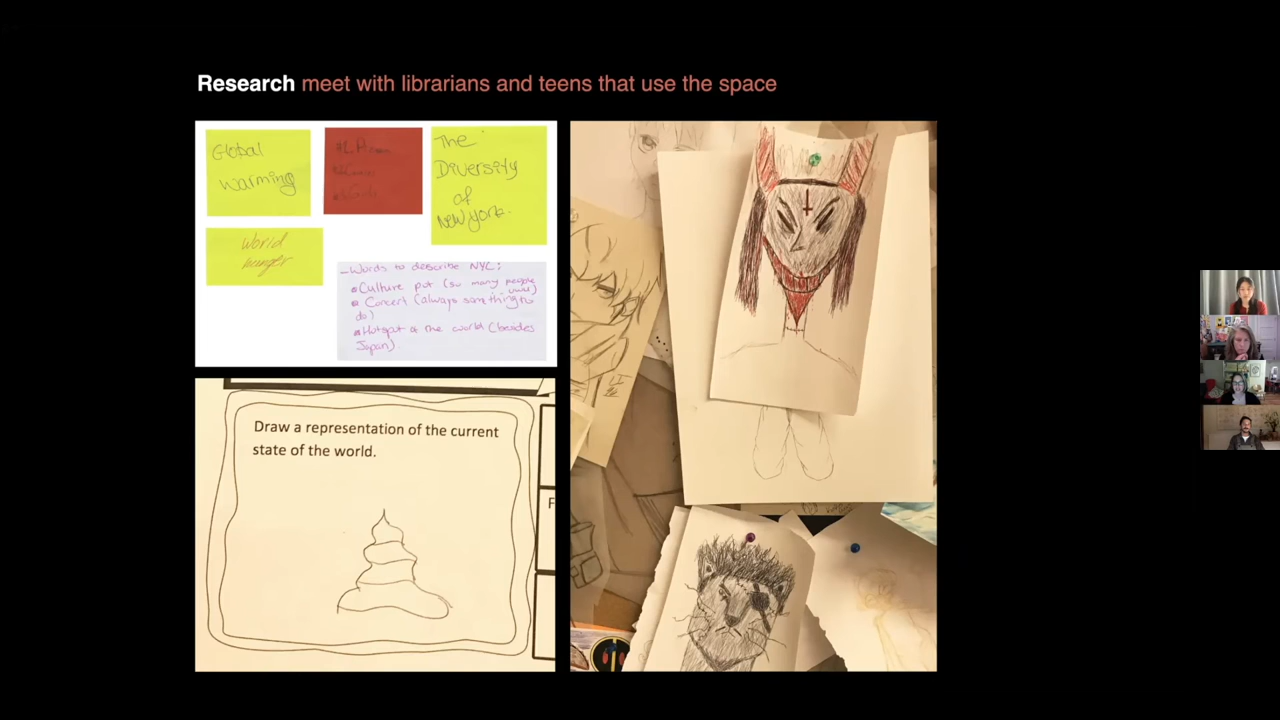 Research meet with librarians and teens that use the space
Global
Warming
The
Diversity
of
New York.
World
hunger
- Words to describe NYC:
Culture pot (so many people
Concert (always something to
do)
Hotspot of the world (besides
Japan).
Draw a representation of the current
state of the world.
F